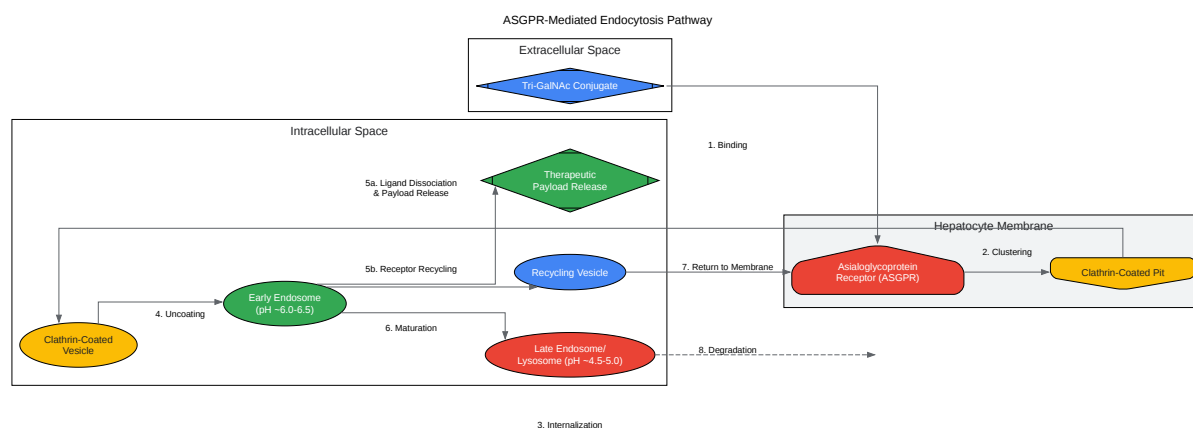 ASGPR-Mediated Endocytosis Pathway
Extracellular Space
Tri-GalNAc Conjugate
Intracellular Space
1. Binding
Therapeutic
Payload Release
5a. Ligand Dissociation
& Payload Release
Hepatocyte Membrane
2. Clustering
Asialoglycoprotein
Receptor (ASGPR)
Clathrin-Coated Pit
5b. Receptor Recycling
Recycling Vesicle
7. Return to Membrane
Early Endosome
(pH ~6.0-6.5)
4. Uncoating
6. Maturation
Clathrin-Coated
Vesicle
Late Endosome/
Lysosome (pH ~4.5-5.0)
8. Degradation
3. Internalization